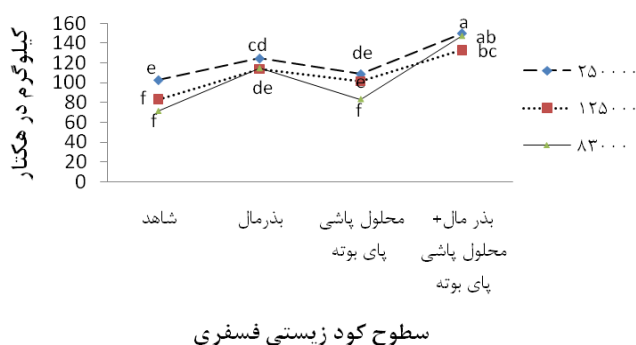 کیلوگرم در هکتار
160
140
120
100
80
60
40
20
0
e
f
f
cd
de
de
e
f
a
ab
bc
۲۵۰۰۰۰
۱۲۵۰۰۰
۸۳۰۰۰
شاهد
بذرمال
محلول پاشی
پای بوته
بذر مال+
محلول پاشی
پای بوته
سطوح کود زیستی فسفری